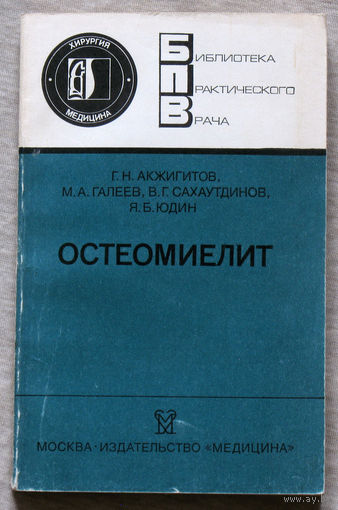 ХИРУРГИЯ
МЕДИЦИНА
БИБЛИОТЕКА
ПРАКТИЧЕСКОГО
ВРАЧА
Г. Н. АКЖИГИТОВ,
М. А. ГАЛЕЕВ, В. Г. САХАУТДИНОВ,
Я. Б. ЮДИН
ОСТЕОМИЕЛИТ
МОСКВА · ИЗДАТЕЛЬСТВО «МЕДИЦИНА»